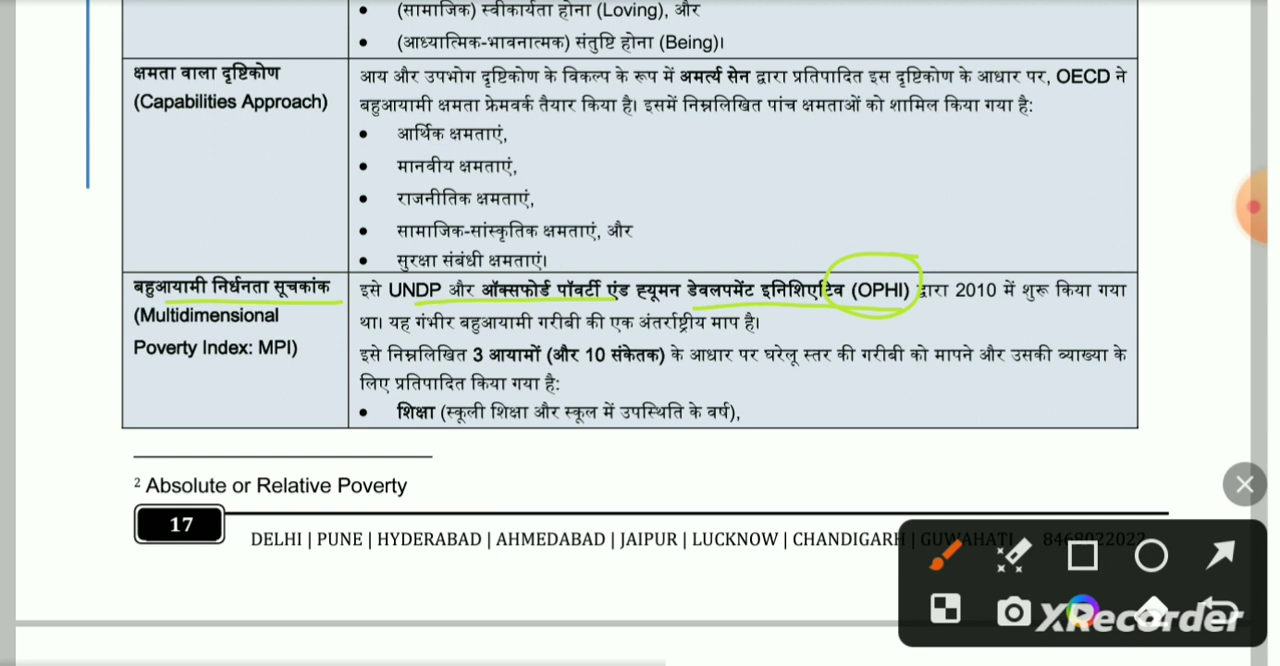 (सामाजिक) स्वीकार्यता होना (Loving), और
(आध्यात्मिक-भावनात्मक) संतुष्टि होना (Being)।
क्षमता वाला दृष्टिकोण
(Capabilities Approach)
आय और उपभोग दृष्टिकोण के विकल्प के रूप में अमर्त्य सेन द्वारा प्रतिपादित इस दृष्टिकोण के आधार पर, OECD ने
बहुआयामी क्षमता फ्रेमवर्क तैयार किया है। इसमें निम्नलिखित पांच क्षमताओं को शामिल किया गया है:
• आर्थिक क्षमताएं,
• मानवीय क्षमताएं,
• राजनीतिक क्षमताएं,
• सामाजिक-सांस्कृतिक क्षमताएं, और
• सुरक्षा संबंधी क्षमताएं।
बहुआयामी निर्धनता सूचकांक
(Multidimensional
Poverty Index: MPI)
इसे UNDP और ऑक्सफोर्ड पॉवर्टी एंड ह्यूमन डेवलपमेंट इनिशिएटिव (OPHI) द्वारा 2010 में शुरू किया गया
था। यह गंभीर बहुआयामी गरीबी की एक अंतर्राष्ट्रीय माप है।
इसे निम्नलिखित 3 आयामों (और 10 संकेतक) के आधार पर घरेलू स्तर की गरीबी को मापने और उसकी व्याख्या के
लिए प्रतिपादित किया गया है:
• शिक्षा (स्कूली शिक्षा और स्कूल में उपस्थिति के वर्ष),
2 Absolute or Relative Poverty
17
DELHI | PUNE | HYDERABAD | AHMEDABAD | JAIPUR | LUCKNOW | CHANDIGARH | GUWAHATI 8468022022
XRecorder